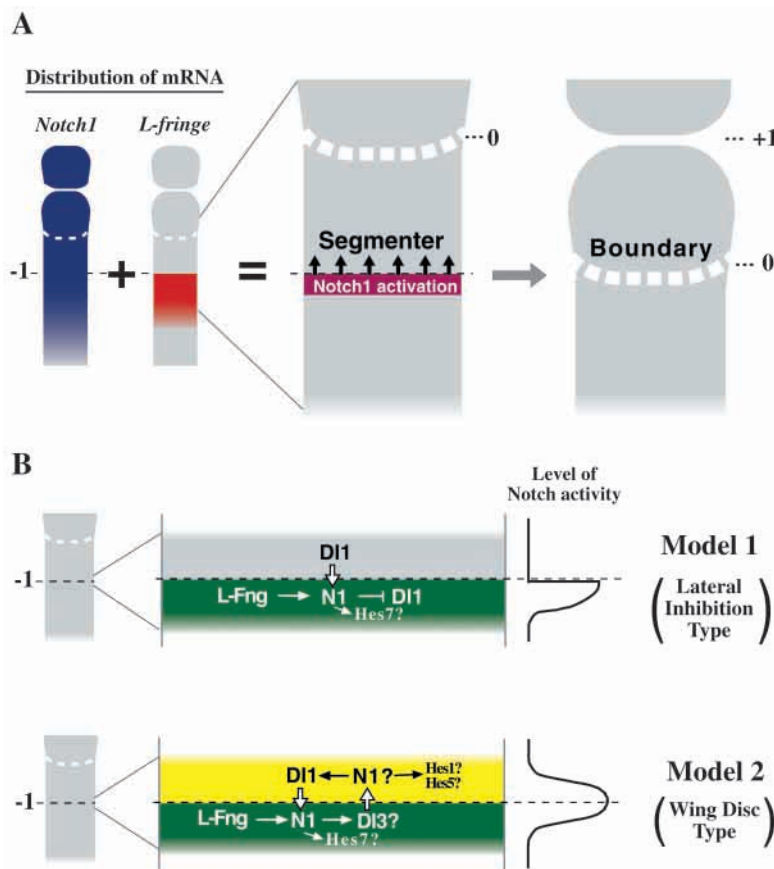 A
Distribution of mRNA
Notch1 L-fringe
-1
+
=
0
Segmenter
Notch1 activation
+1
Boundary
0
B
Level of
Notch activity
-1
Dl1
L-Fng N1 Dl1
Hes7?
Model 1
(Lateral
Inhibition
Type)
-1
Dl1 N1? Hes1?
Hes5?
L-Fng N1 Dl3?
Hes7?
Model 2
(Wing Disc
Type)